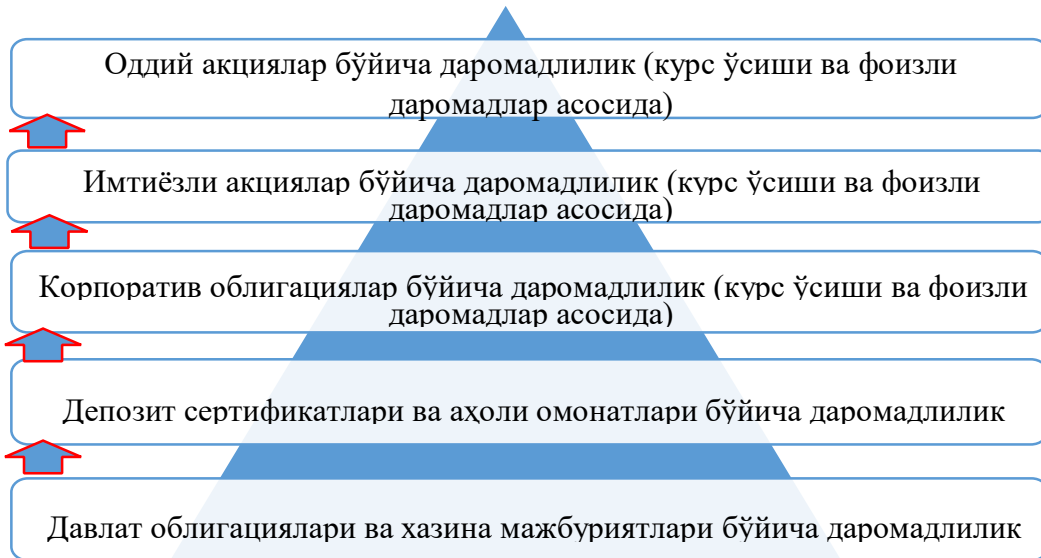 Оддий акциялар бўйича даромадлилик (курс ўсиши ва фоизли
даромадлар асосида)
Имтиёзли акциялар бўйича даромадлилик (курс ўсиши ва фоизли
даромадлар асосида)
Корпоратив облигациялар бўйича даромадлилик (курс ўсиши ва фоизли
даромадлар асосида)
Депозит сертификатлари ва аҳоли омонатлари бўйича даромадлилик
Давлат облигациялари ва хазина мажбуриятлари бўйича даромадлилик